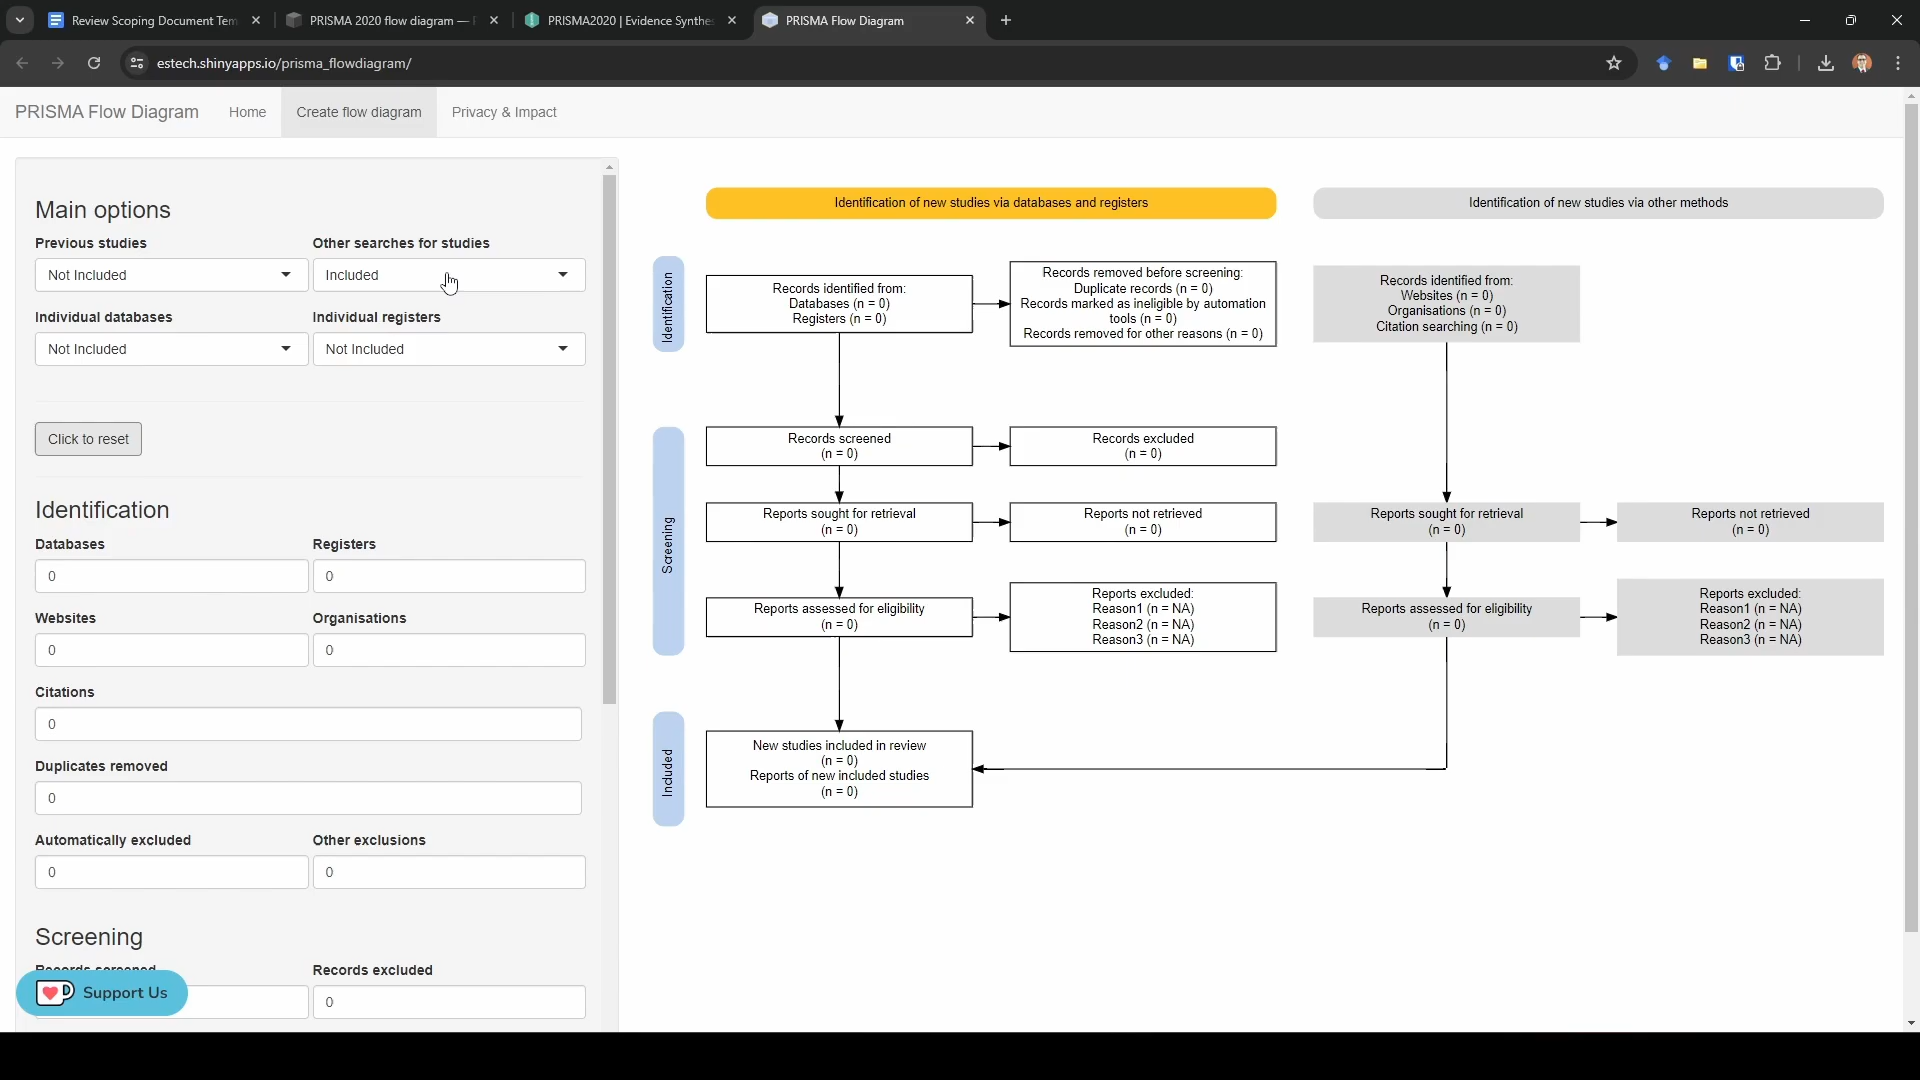 Review Scoping Document Tem
PRISMA 2020 flow diagram —
PRISMA2020 | Evidence Synthe
PRISMA Flow Diagram
estech.shinyapps.io/prisma_flowdiagram/
PRISMA Flow Diagram
Home
Create flow diagram
Privacy & Impact
Main options
Previous studies
Other searches for studies
Not Included
Included
Individual databases
Individual registers
Not Included
Not Included
Click to reset
Identification
Databases
Registers
0
0
Websites
Organisations
0
0
Citations
0
Duplicates removed
0
Automatically excluded
Other exclusions
0
0
Screening
Records screened
Records excluded
0
Support Us
Identification of new studies via databases and registers
Identification of new studies via other methods
Identification
Records identified from:
Databases (n = 0)
Registers (n = 0)
Records removed before screening:
Duplicate records (n = 0)
Records marked as ineligible by automation
tools (n = 0)
Records removed for other reasons (n = 0)
Records identified from:
Websites (n = 0)
Organisations (n = 0)
Citation searching (n = 0)
Screening
Records screened
(n = 0)
Records excluded
(n = 0)
Reports sought for retrieval
(n = 0)
Reports not retrieved
(n = 0)
Reports sought for retrieval
(n = 0)
Reports not retrieved
(n = 0)
Reports assessed for eligibility
(n = 0)
Reports excluded:
Reason1 (n = NA)
Reason2 (n = NA)
Reason3 (n = NA)
Reports assessed for eligibility
(n = 0)
Reports excluded:
Reason1 (n = NA)
Reason2 (n = NA)
Reason3 (n = NA)
Included
New studies included in review
(n = 0)
Reports of new included studies
(n = 0)